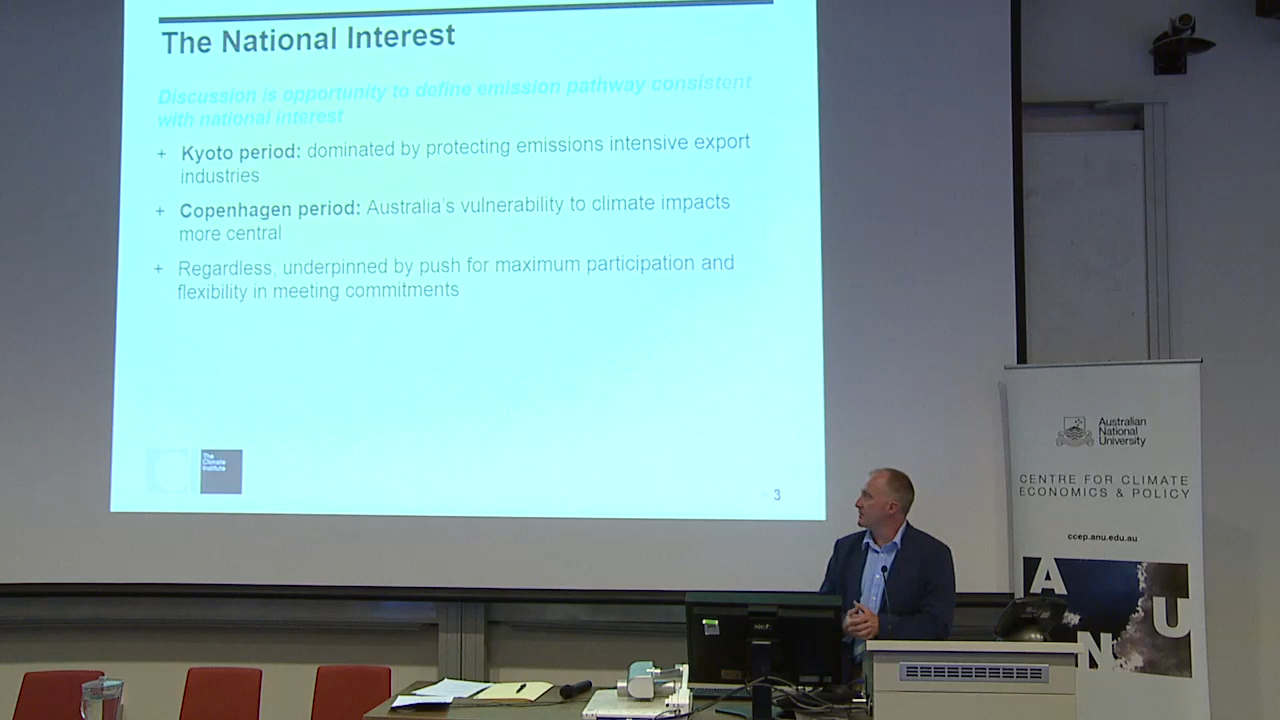 The National Interest
Discussion is opportunity to define emission pathway consistent
with national interest
+ Kyoto period: dominated by protecting emissions intensive export
industries
+ Copenhagen period: Australia's vulnerability to climate impacts
more central
+ Regardless, underpinned by push for maximum participation and
flexibility in meeting commitments
The
Climate
Institute
3
Australian
National
University
CENTRE FOR CLIMATE
ECONOMICS & POLICY
ccep.anu.edu.au
A
N
U